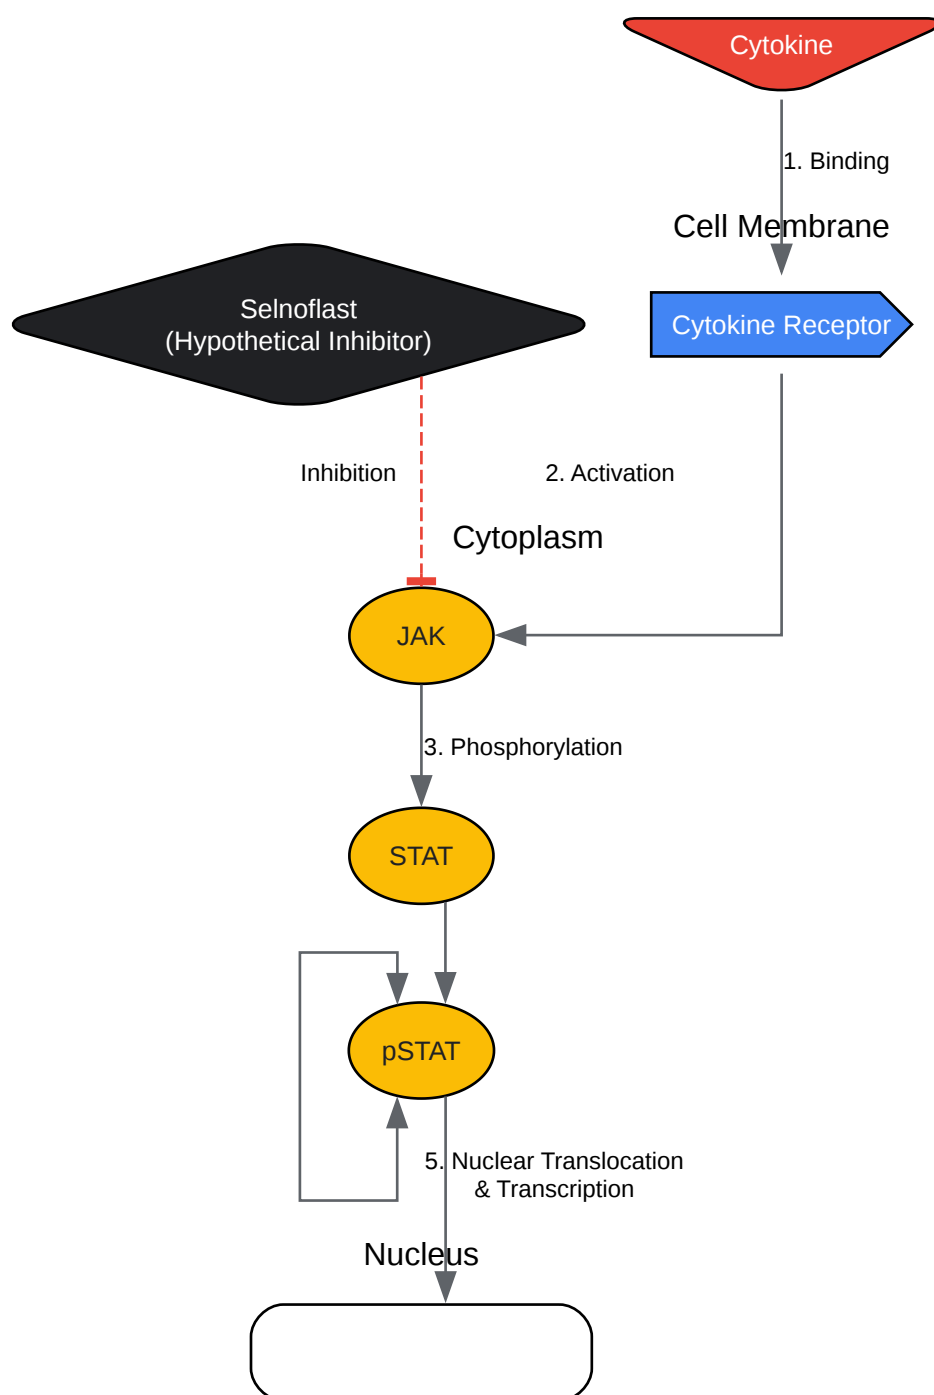 Cytokine
1. Binding
Cell Membrane
Selnoflast
(Hypothetical Inhibitor)
Cytokine Receptor
Inhibition
2. Activation
Cytoplasm
JAK
3. Phosphorylation
STAT
pSTAT
5. Nuclear Translocation
& Transcription
Nucleus